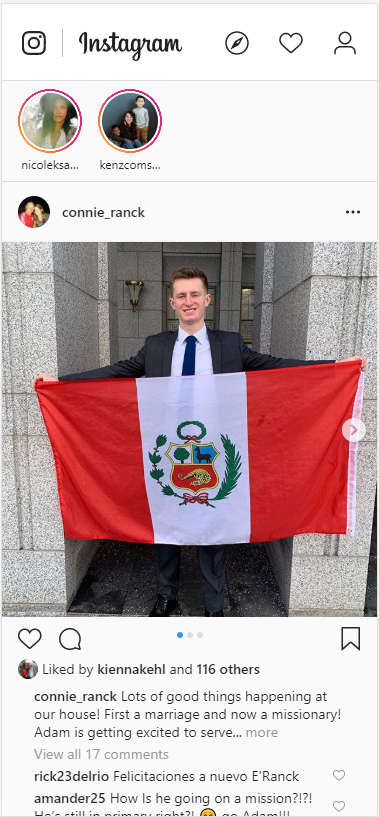 Instagram
nicoleksa...
kenzcoms...
connie_ranck
Liked by kiennakehl and 116 others
connie_ranck Lots of good things happening at
our house! First a marriage and now a missionary!
Adam is getting excited to serve... more
View all 17 comments
rick23delrio Felicitaciones a nuevo E'Ranck
amander25 How Is he going on a mission?!?!
He's still in primary right?! 😢 go Adam!!!